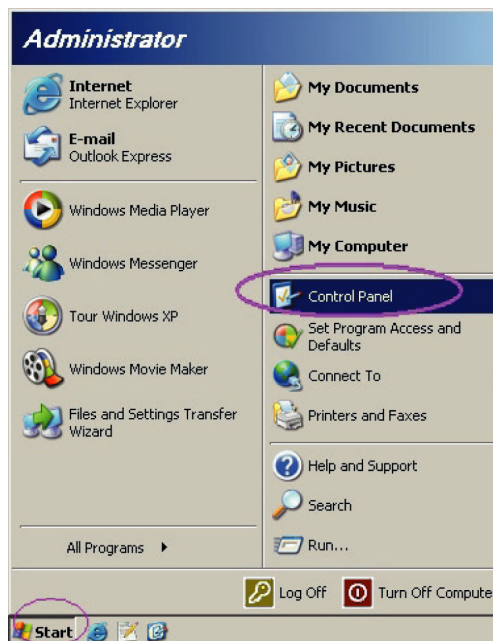 Administrator
Internet
Internet Explorer
E-mail
Outlook Express
Windows Media Player
Windows Messenger
Tour Windows XP
Windows Movie Maker
Files and Settings Transfer
Wizard
All Programs
My Documents
My Recent Documents
My Pictures
My Music
My Computer
Control Panel
Set Program Access and
Defaults
Connect To
Printers and Faxes
Help and Support
Search
Run...
Log Off
Turn Off Compute
Start